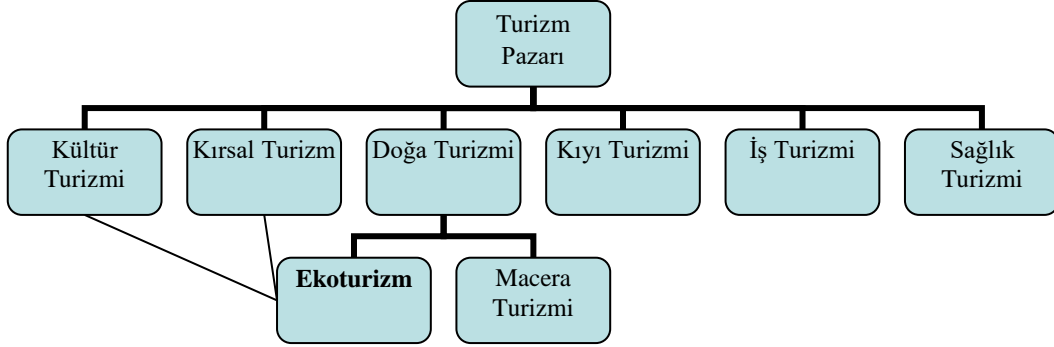 Turizm
Pazarı
Kültür
Turizmi
Kırsal Turizm
Doğa Turizmi
Kıyı Turizmi
İş Turizmi
Sağlık
Turizmi
Ekoturizm
Macera
Turizmi